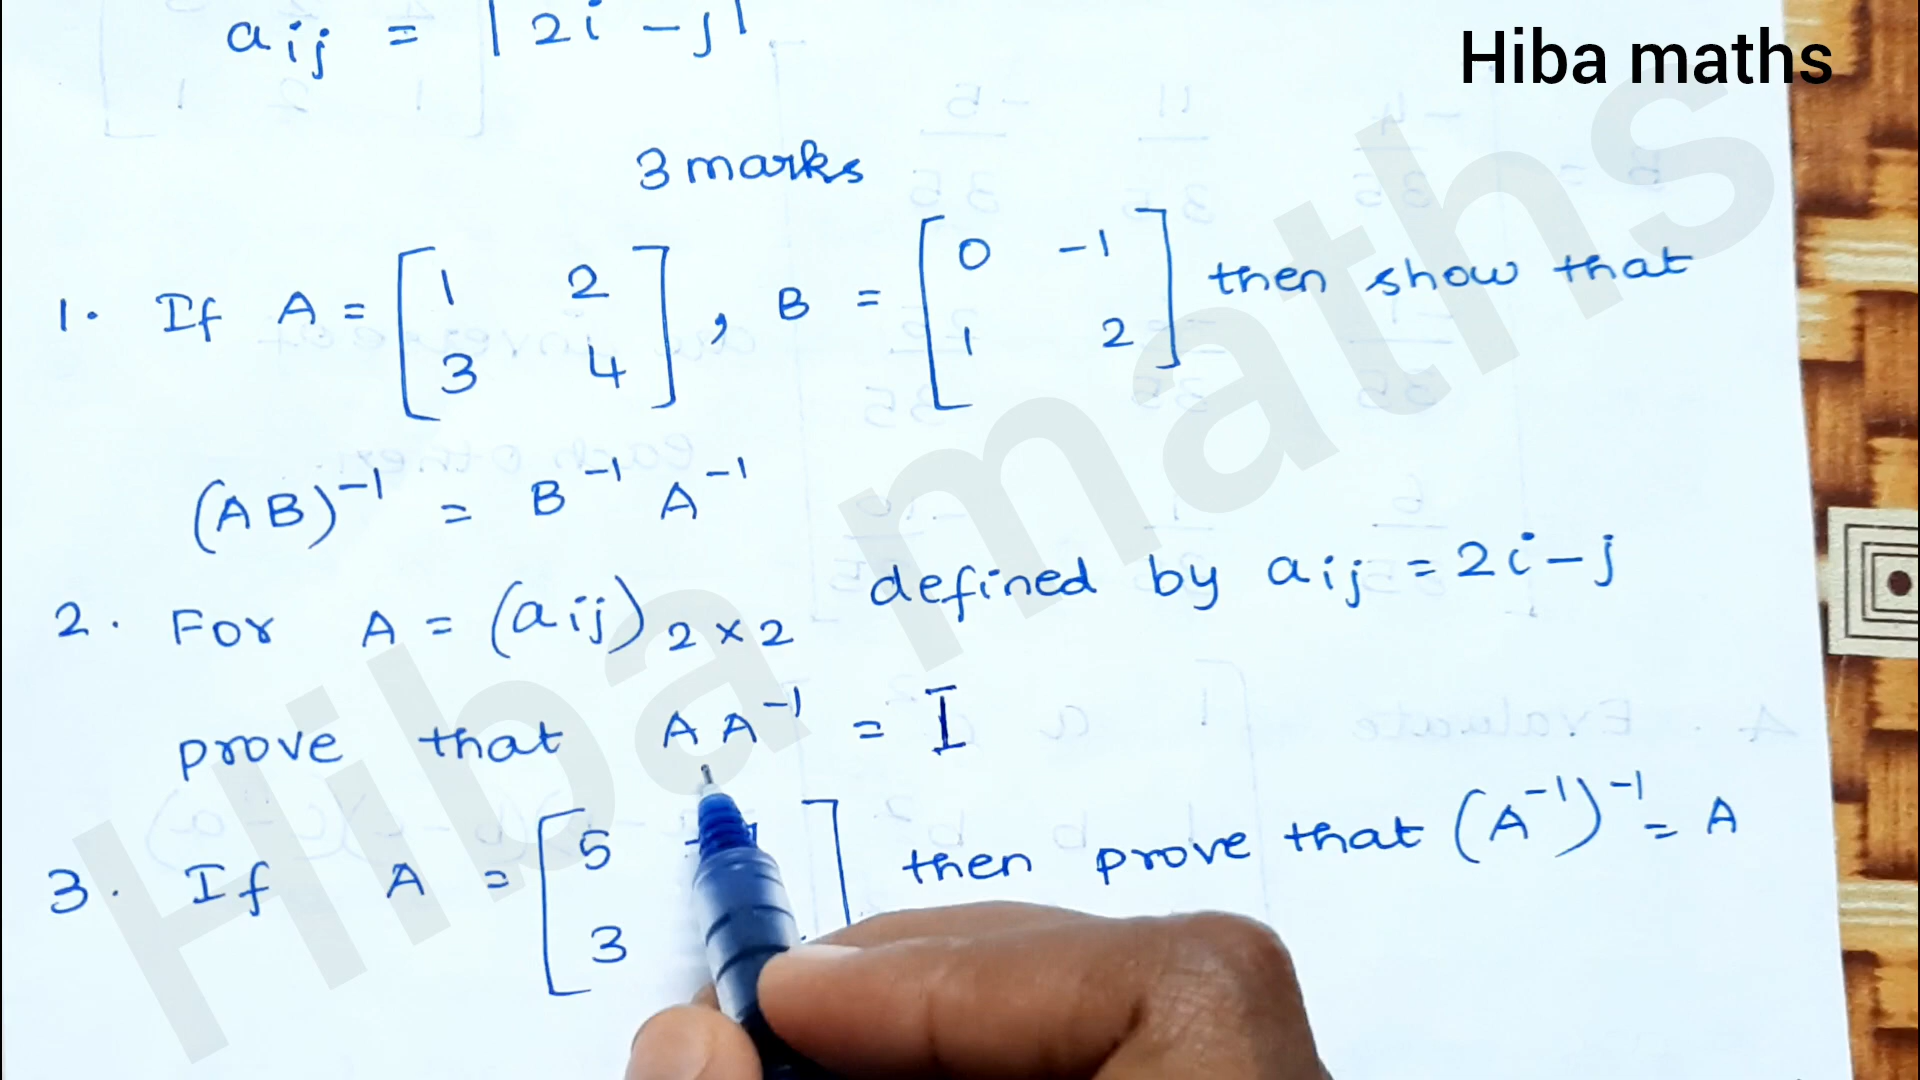 aij = |2i - j|
Hiba maths
3 marks
1. If A = [1 2
3 4], B = [0 -1
1 2] then show that
(AB)⁻¹ = B⁻¹ A⁻¹
2. For A = (aij) 2×2 defined by aij = 2i - j
prove that A A⁻¹ = I
3. If A = [5
3 ] then prove that (A⁻¹)⁻¹ = A
Hiba maths